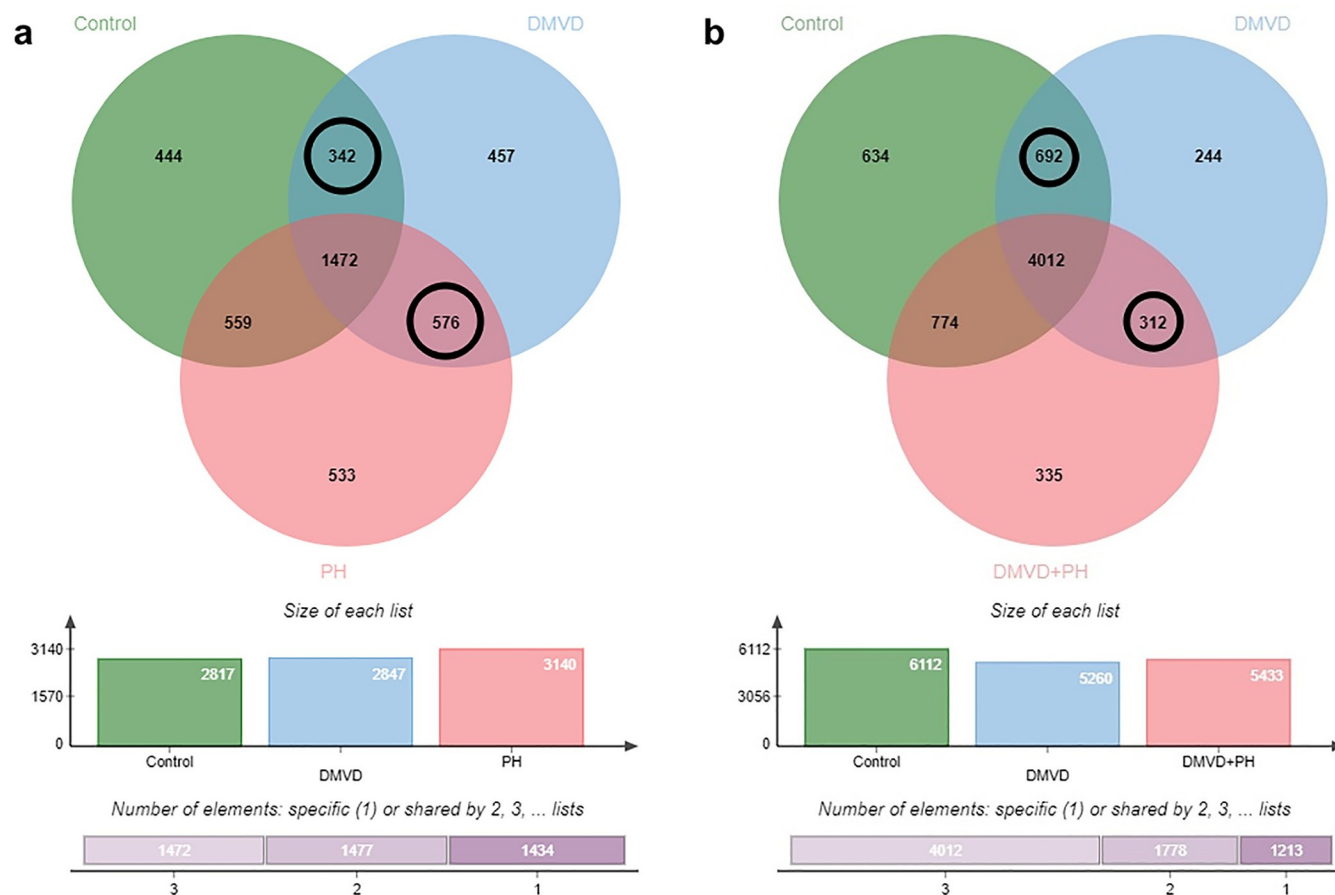 a
Control
DMVD
444
342
457
1472
559
576
533
PH
Size of each list
3140
1570
0
2817
2847
3140
Control
DMVD
PH
Number of elements: specific (1) or shared by 2, 3, ... lists
1472
1477
1434
3
2
1
b
Control
DMVD
634
692
244
4012
774
312
335
DMVD+PH
Size of each list
6112
3056
0
6112
5260
5433
Control
DMVD
DMVD+PH
Number of elements: specific (1) or shared by 2, 3, ... lists
4012
1778
1213
3
2
1